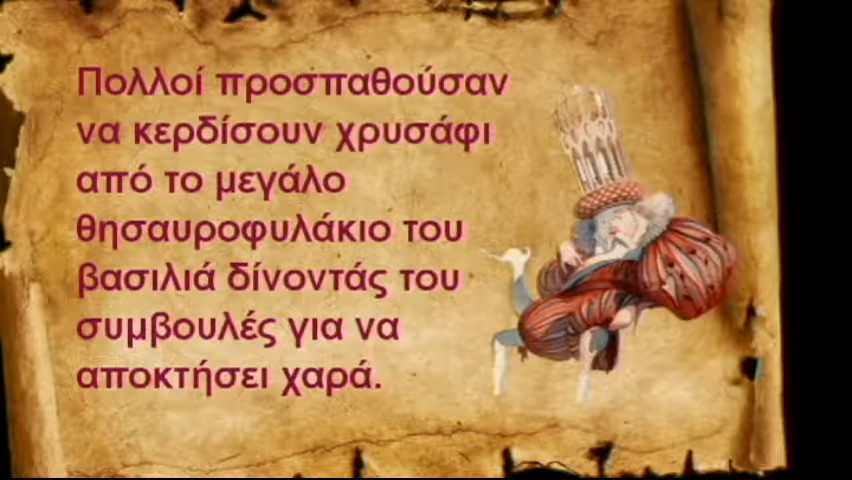 Πολλοί προσπαθούσαν
να κερδίσουν χρυσάφι
από το μεγάλο
θησαυροφυλάκιο του
βασιλιά δίνοντάς του
συμβουλές για να
αποκτήσει χαρά.